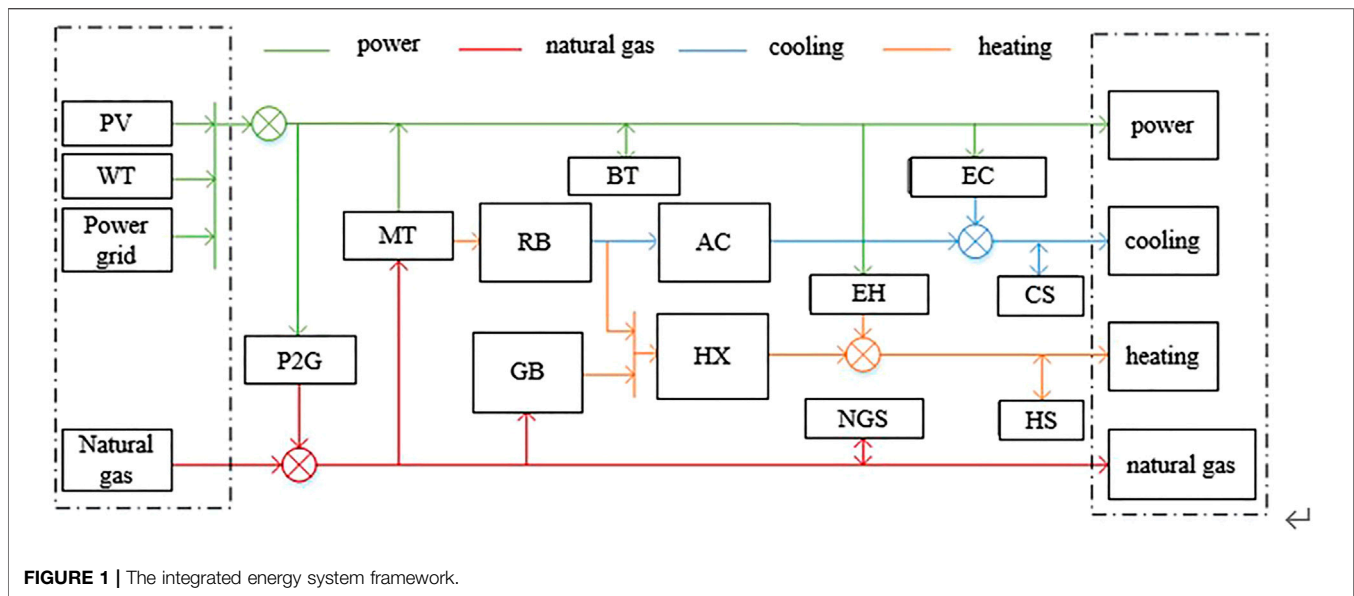 power
natural gas
cooling
heating
PV
WT
Power
grid
Natural
gas
P2G
MT
RB
GB
BT
AC
HX
EH
NGS
EC
CS
HS
power
cooling
heating
natural gas
FIGURE 1 | The integrated energy system framework.